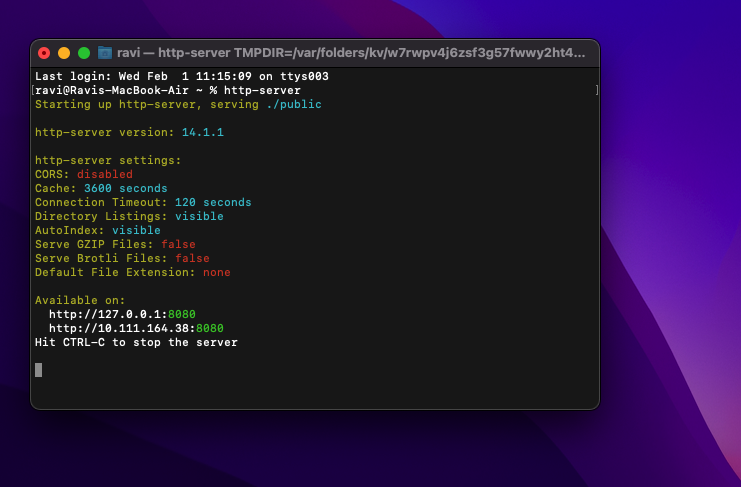 ravi — http-server TMPDIR=/var/folders/kv/w7rwpv4j6zsf3g57fwwy2ht4...
Last login: Wed Feb  1 11:15:09 on ttys003
[ravi@Ravis-MacBook-Air ~ % http-server ]
Starting up http-server, serving ./public
http-server version: 14.1.1
http-server settings:
CORS: disabled
Cache: 3600 seconds
Connection Timeout: 120 seconds
Directory Listings: visible
AutoIndex: visible
Serve GZIP Files: false
Serve Brotli Files: false
Default File Extension: none
Available on:
  http://127.0.0.1:8080
  http://10.111.164.38:8080
Hit CTRL-C to stop the server